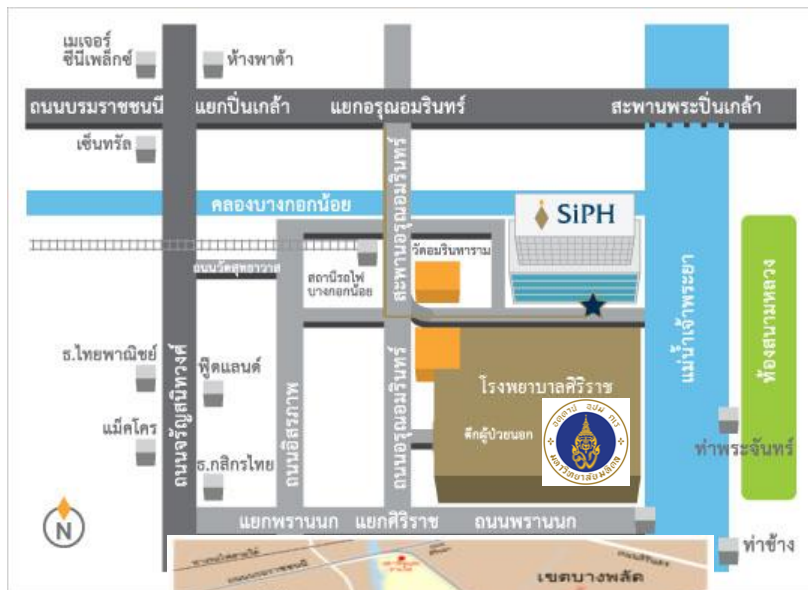 เมเจอร์
ซีนีเพล็กซ์
ห้างพาต้า
ถนนบรมราชชนนี
แยกปิ่นเกล้า
แยกอรุณอมรินทร์
สะพานพระปิ่นเกล้า
เซ็นทรัล
สะพานอรุณอมรินทร์
คลองบางกอกน้อย
SiPH
วัดอมรินทาราม
ถนนวัดสุทธาวาส
สถานีรถไฟ
บางกอกน้อย
แม่น้ำเจ้าพระยา
ท้องสนามหลวง
ถนนจรัญสนิทวงศ์
ธ.ไทยพาณิชย์
ฟู๊ดแลนด์
ถนนอิสรภาพ
ถนนอรุณอมรินทร์
โรงพยาบาลศิริราช
ตึกผู้ป่วยนอก
อตฺตานํ อุปมํ กเร
มหาวิทยาลัยมหิดล
แม็คโคร
ท่าพระจันทร์
ธ.กสิกรไทย
N
แยกพรานนก
แยกศิริราช
ถนนพรานนก
ท่าช้าง
เขตบางพลัด